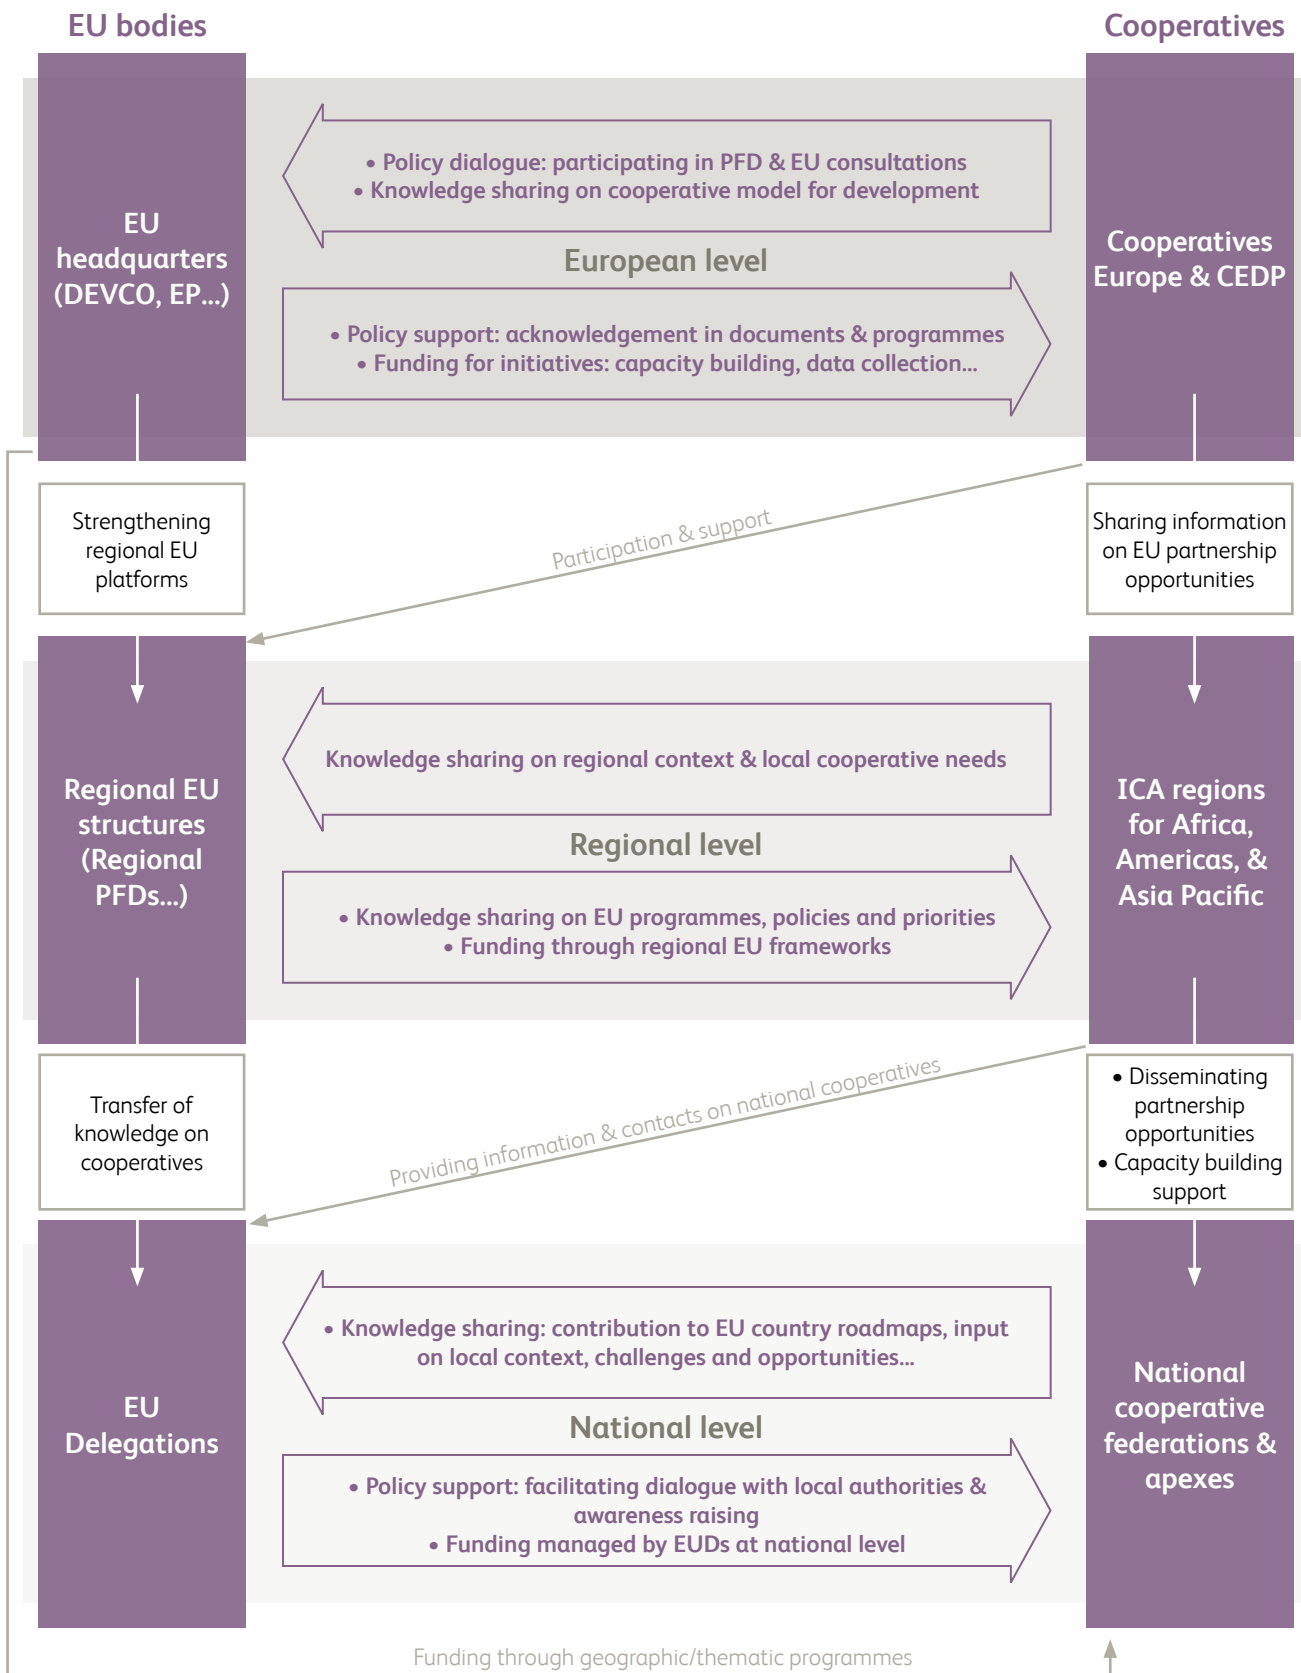 EU bodies
Cooperatives
EU
headquarters
(DEVCO, EP...)
• Policy dialogue: participating in PFD & EU consultations
• Knowledge sharing on cooperative model for development
European level
• Policy support: acknowledgement in documents & programmes
• Funding for initiatives: capacity building, data collection...
Cooperatives
Europe & CEDP
Strengthening
regional EU
platforms
Participation & support
Sharing information
on EU partnership
opportunities
Regional EU
structures
(Regional
PFDs...)
Knowledge sharing on regional context & local cooperative needs
Regional level
• Knowledge sharing on EU programmes, policies and priorities
• Funding through regional EU frameworks
ICA regions
for Africa,
Americas, &
Asia Pacific
Transfer of
knowledge on
cooperatives
Providing information & contacts on national cooperatives
• Disseminating
partnership
opportunities
• Capacity building
support
EU
Delegations
• Knowledge sharing: contribution to EU country roadmaps, input
on local context, challenges and opportunities...
National level
• Policy support: facilitating dialogue with local authorities &
awareness raising
• Funding managed by EUDs at national level
National
cooperative
federations &
apexes
Funding through geographic/thematic programmes